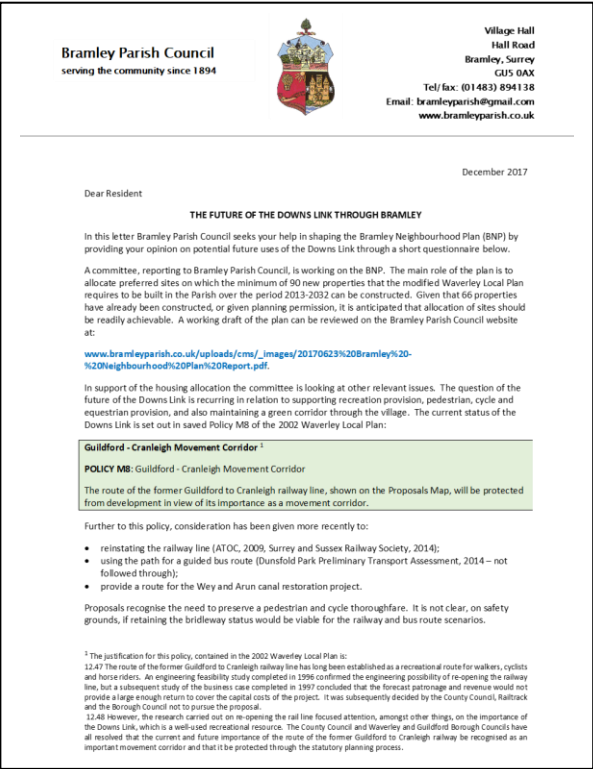 Bramley Parish Council
serving the community since 1894
Village Hall
Hall Road
Bramley, Surrey
GU5 0AX
Tel/fax: (01483) 894138
Email: bramleyparish@gmail.com
www.bramleyparish.co.uk
December 2017
Dear Resident
THE FUTURE OF THE DOWNS LINK THROUGH BRAMLEY
In this letter Bramley Parish Council seeks your help in shaping the Bramley Neighbourhood Plan (BNP) by
providing your opinion on potential future uses of the Downs Link through a short questionnaire below.
A committee, reporting to Bramley Parish Council, is working on the BNP. The main role of the plan is to
allocate preferred sites on which the minimum of 90 new properties that the modified Waverley Local Plan
requires to be built in the Parish over the period 2013-2032 can be constructed. Given that 66 properties
have already been constructed, or given planning permission, it is anticipated that allocation of sites should
be readily achievable. A working draft of the plan can be reviewed on the Bramley Parish Council website
at:
www.bramleyparish.co.uk/uploads/cms/_images/20170623%20Bramley%20-
%20Neighbourhood%20Plan%20Report.pdf.
In support of the housing allocation the committee is looking at other relevant issues. The question of the
future of the Downs Link is recurring in relation to supporting recreation provision, pedestrian, cycle and
equestrian provision, and also maintaining a green corridor through the village. The current status of the
Downs Link is set out in saved Policy M8 of the 2002 Waverley Local Plan:
Guildford - Cranleigh Movement Corridor 1
POLICY M8: Guildford - Cranleigh Movement Corridor
The route of the former Guildford to Cranleigh railway line, shown on the Proposals Map, will be protected
from development in view of its importance as a movement corridor.
Further to this policy, consideration has been given more recently to:
• reinstating the railway line (ATOC, 2009, Surrey and Sussex Railway Society, 2014);
• using the path for a guided bus route (Dunsfold Park Preliminary Transport Assessment, 2014 – not
followed through);
• provide a route for the Wey and Arun canal restoration project.
Proposals recognise the need to preserve a pedestrian and cycle thoroughfare. It is not clear, on safety
grounds, if retaining the bridleway status would be viable for the railway and bus route scenarios.
1 The justification for this policy, contained in the 2002 Waverley Local Plan is:
12.47 The route of the former Guildford to Cranleigh railway line has long been established as a recreational route for walkers, cyclists
and horse riders. An engineering feasibility study completed in 1996 confirmed the engineering possibility of re-opening the railway
line, but a subsequent study of the business case completed in 1997 concluded that the forecast patronage and revenue would not
provide a large enough return to cover the capital costs of the project. It was subsequently decided by the County Council, Railtrack
and the Borough Council not to pursue the proposal.
12.48 However, the research carried out on re-opening the rail line focused attention, amongst other things, on the importance of
the Downs Link, which is a well-used recreational resource. The County Council and Waverley and Guildford Borough Councils have
all resolved that the current and future importance of the route of the former Guildford to Cranleigh railway be recognised as an
important movement corridor and that it be protected through the statutory planning process.